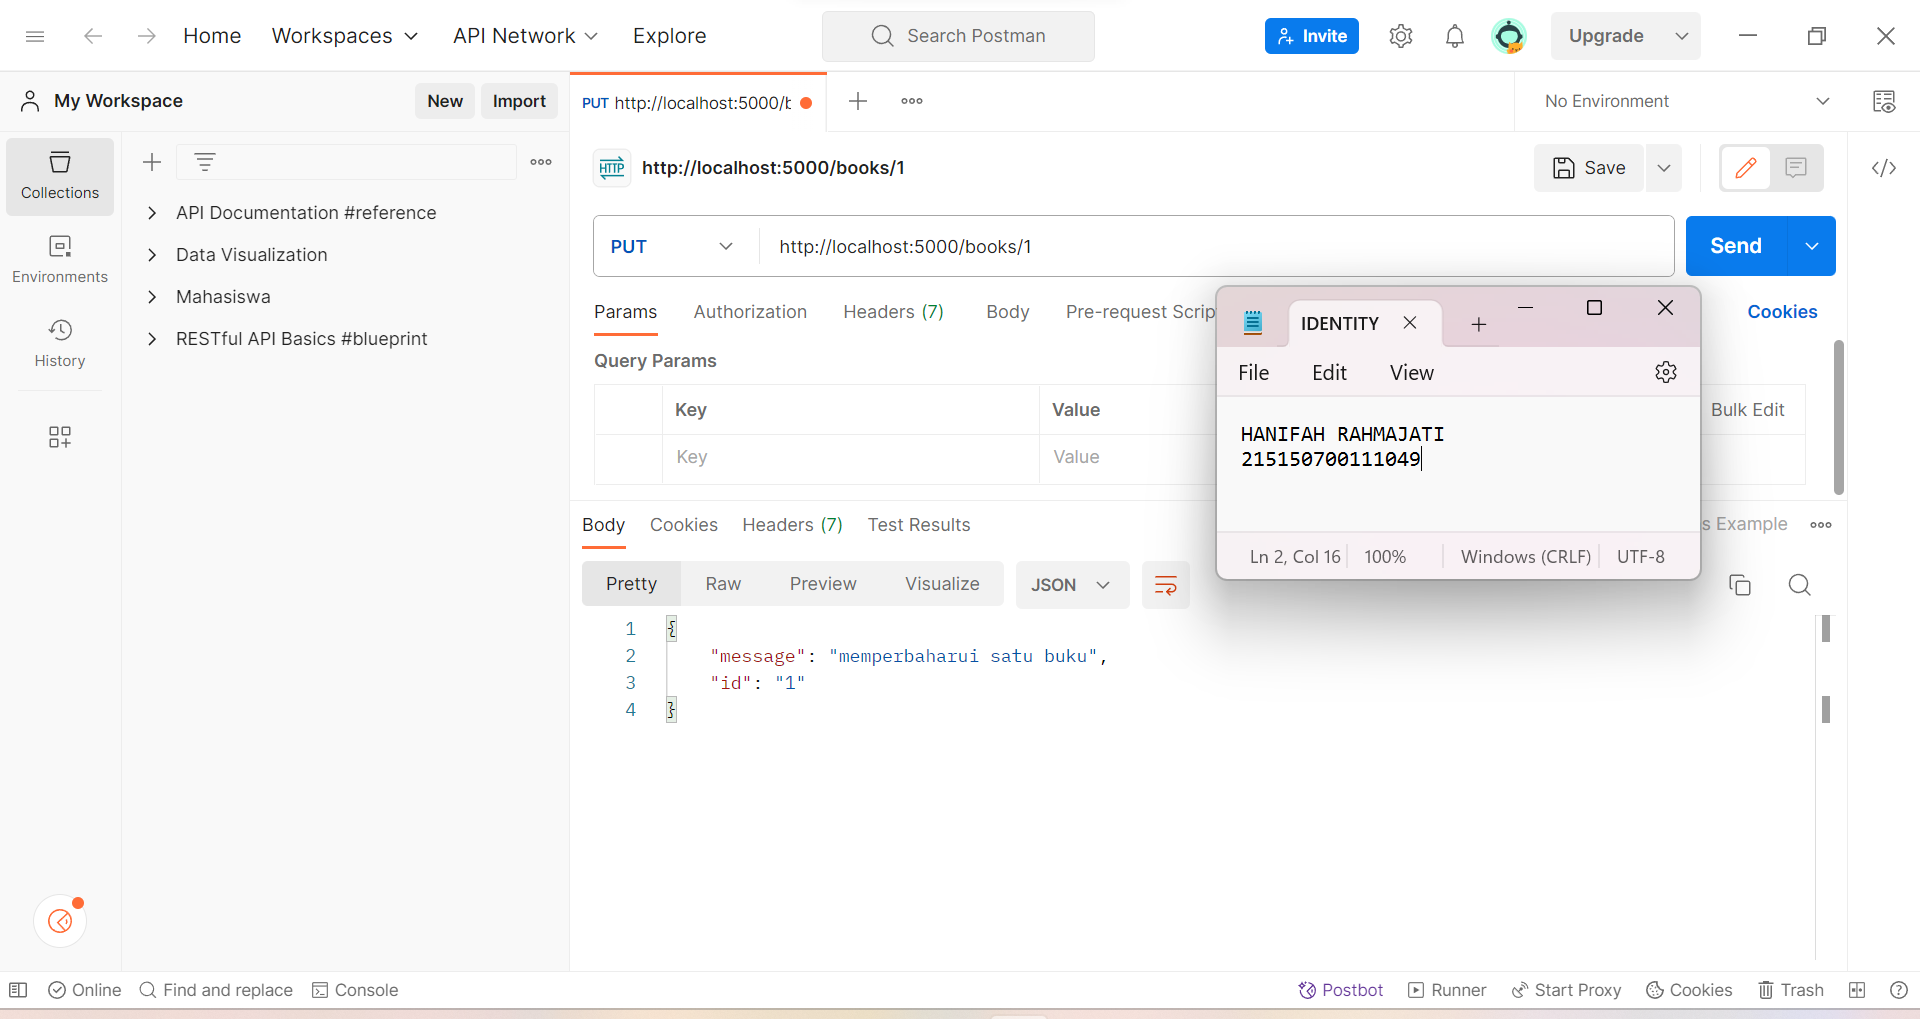 Home
Workspaces
API Network
Explore
Search Postman
Invite
Upgrade
My Workspace
New
Import
PUT http://localhost:5000/b
No Environment
Collections
Environments
History
API Documentation #reference
Data Visualization
Mahasiswa
RESTful API Basics #blueprint
HTTP
http://localhost:5000/books/1
Save
PUT
http://localhost:5000/books/1
Send
Params
Authorization
Headers (7)
Body
Pre-request Scrip
Cookies
Query Params
Key
Value
Bulk Edit
Key
Value
IDENTITY
File
Edit
View
HANIFAH RAHMAJATI
215150700111049
Ln 2, Col 16
100%
Windows (CRLF)
UTF-8
Body
Cookies
Headers (7)
Test Results
s Example
Pretty
Raw
Preview
Visualize
JSON
1 {
2 "message": "memperbaharui satu buku",
3 "id": "1"
4 }
Online
Find and replace
Console
Postbot
Runner
Start Proxy
Cookies
Trash